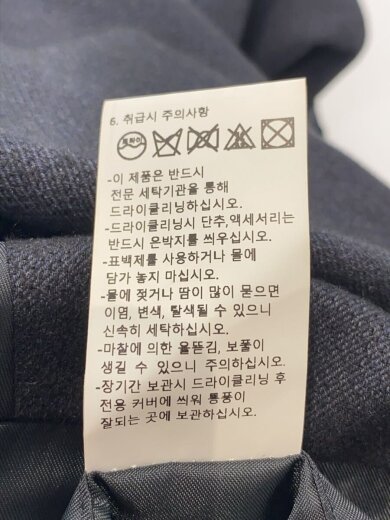 6. 취급시 주의사항
드라이
-이 제품은 반드시
전문 세탁기관을 통해
드라이클리닝하십시오.
-드라이클리닝시 단추,액세서리는
반드시 은박지를 씌우십시오.
-표백제를 사용하거나 물에
담가 놓지 마십시오.
-물에 젖거나 땀이 많이 묻으면
이염, 변색, 탈색될 수 있으니
신속히 세탁하십시오.
-마찰에 의한 올뜯김, 보풀이
생길 수 있으니 주의하십시오.
-장기간 보관시 드라이클리닝 후
전용 커버에 씌워 통풍이
잘되는 곳에 보관하십시오.